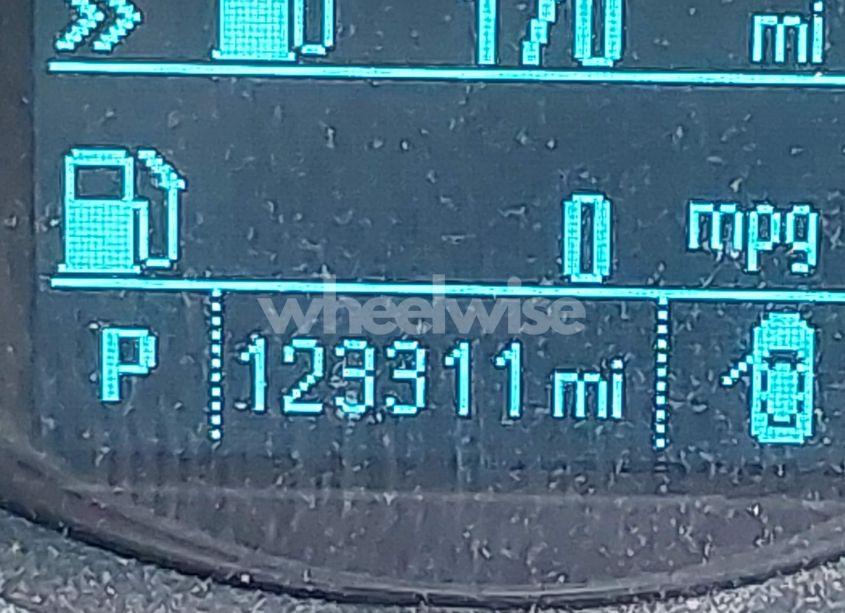 170 mi
0 mpg
wheelwise
P 123311 mi